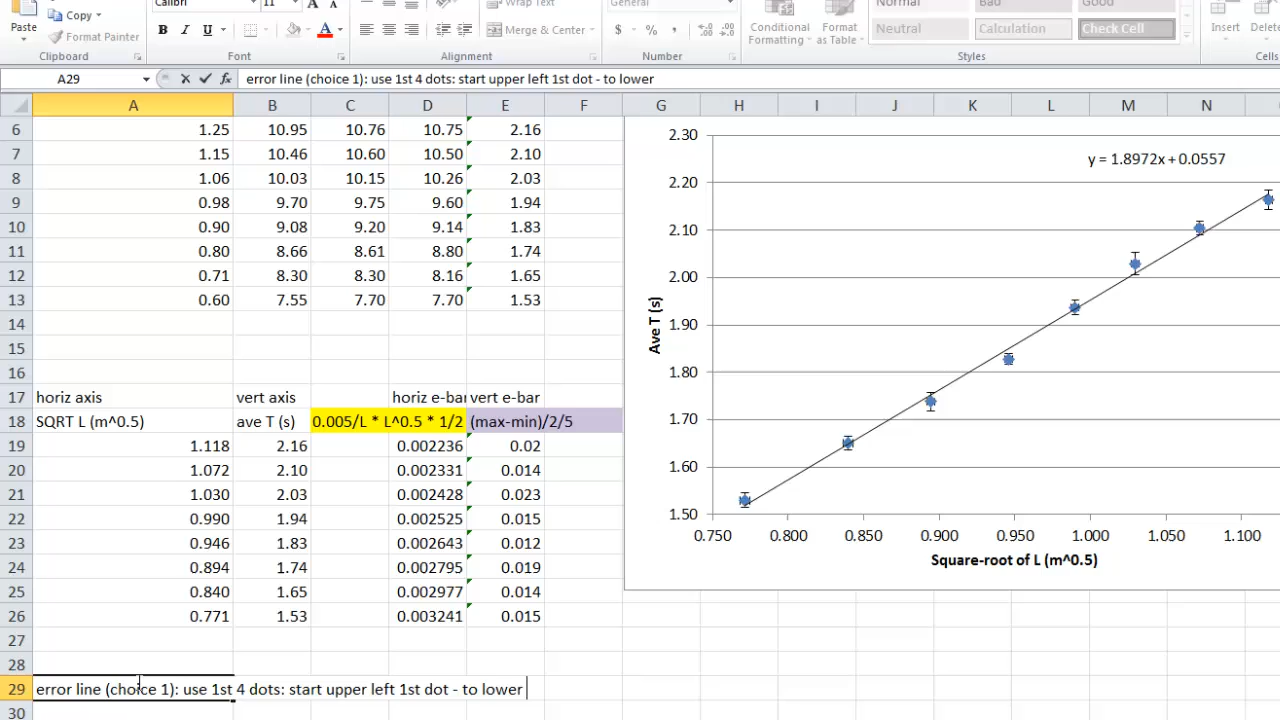 Calibri 11 A A Wrap Text General Normal Bad Good
Paste Copy Format Painter B I U Merge & Center $ % , Conditional Formatting Format as Table Neutral Calculation Check Cell Insert
Clipboard Font Alignment Number Styles Cells
A29 fx error line (choice 1): use 1st 4 dots: start upper left 1st dot - to lower
A B C D E F G H I J K L M N
6 1.25 10.95 10.76 10.75 2.16
7 1.15 10.46 10.60 10.50 2.10
8 1.06 10.03 10.15 10.26 2.03
9 0.98 9.70 9.75 9.60 1.94
10 0.90 9.08 9.20 9.14 1.83
11 0.80 8.66 8.61 8.80 1.74
12 0.71 8.30 8.30 8.16 1.65
13 0.60 7.55 7.70 7.70 1.53
14
15
16
17 horiz axis vert axis horiz e-bar vert e-bar
18 SQRT L (m^0.5) ave T (s) 0.005/L * L^0.5 * 1/2 (max-min)/2/5
19 1.118 2.16 0.002236 0.02
20 1.072 2.10 0.002331 0.014
21 1.030 2.03 0.002428 0.023
22 0.990 1.94 0.002525 0.015
23 0.946 1.83 0.002643 0.012
24 0.894 1.74 0.002795 0.019
25 0.840 1.65 0.002977 0.014
26 0.771 1.53 0.003241 0.015
27
28
29 error line (choice 1): use 1st 4 dots: start upper left 1st dot - to lower
30
y = 1.8972x + 0.0557
2.30
2.20
2.10
2.00
1.90
1.80
1.70
1.60
1.50
Ave T (s)
0.750 0.800 0.850 0.900 0.950 1.000 1.050 1.100
Square-root of L (m^0.5)